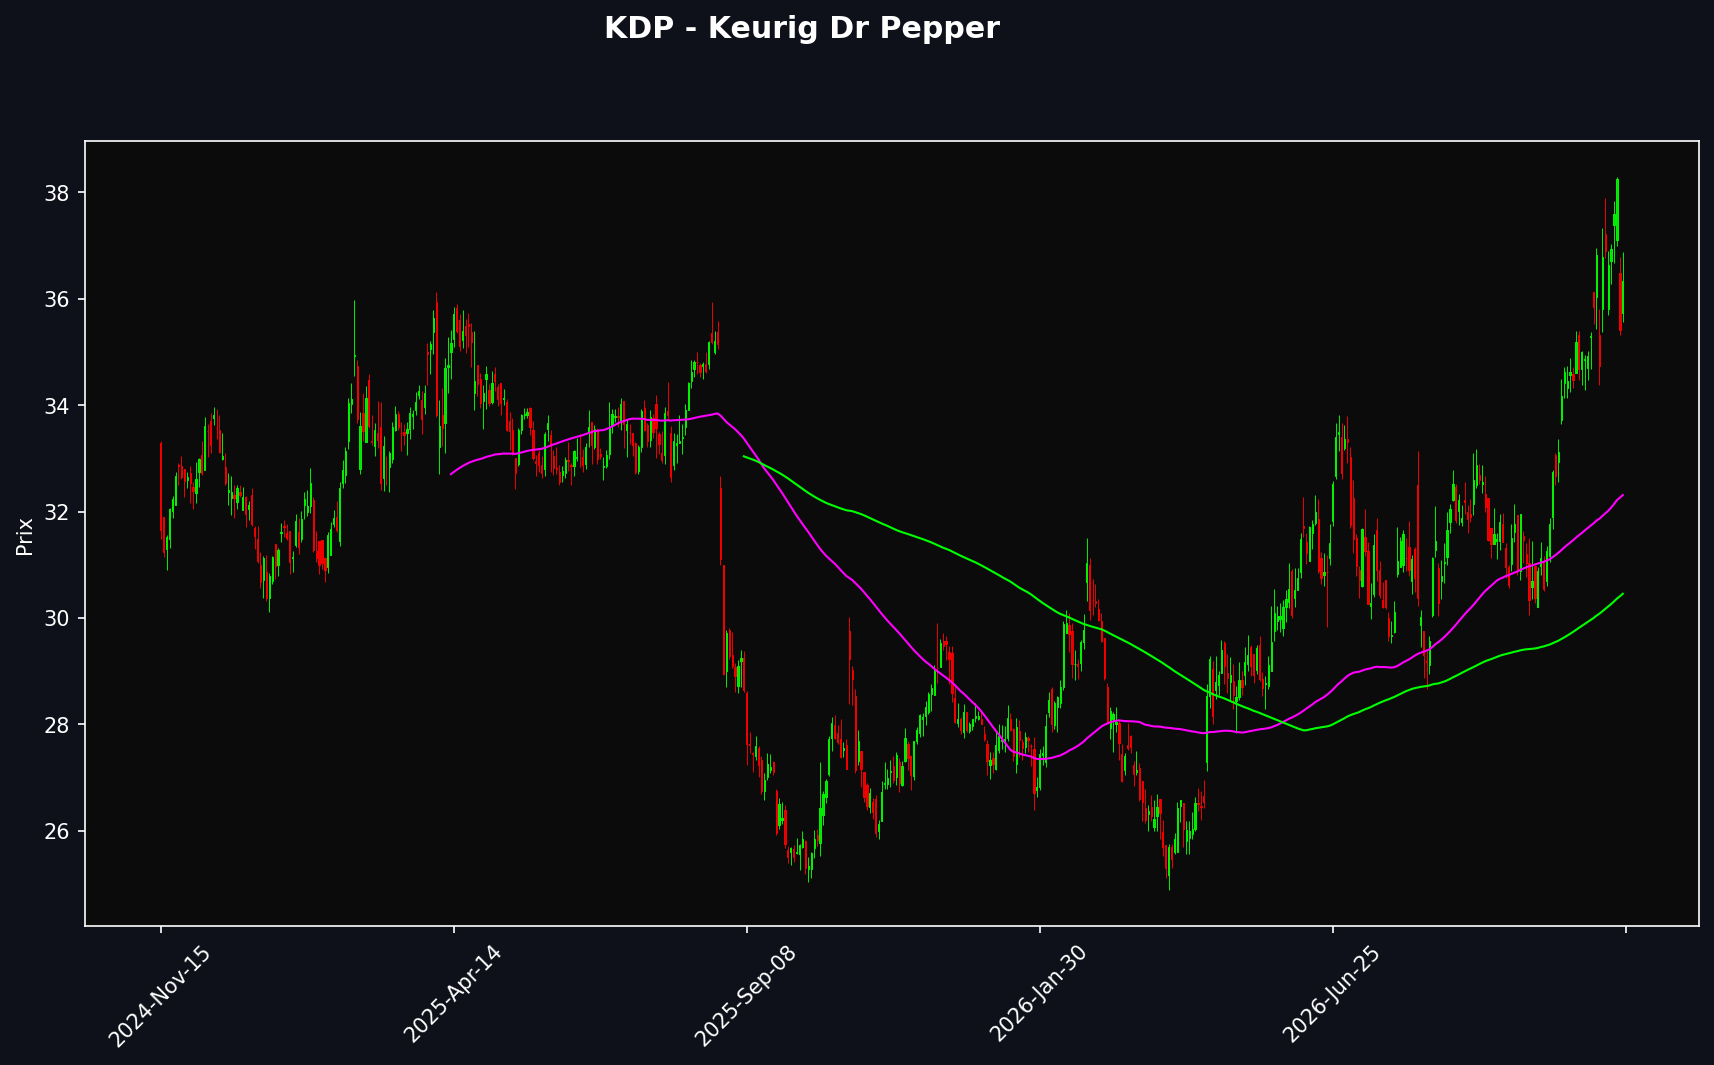 KDP - Keurig Dr Pepper
Prix
38
36
34
32
30
28
26
2024-Nov-15
2025-Apr-14
2025-Sep-08
2026-Jan-30
2026-Jun-25